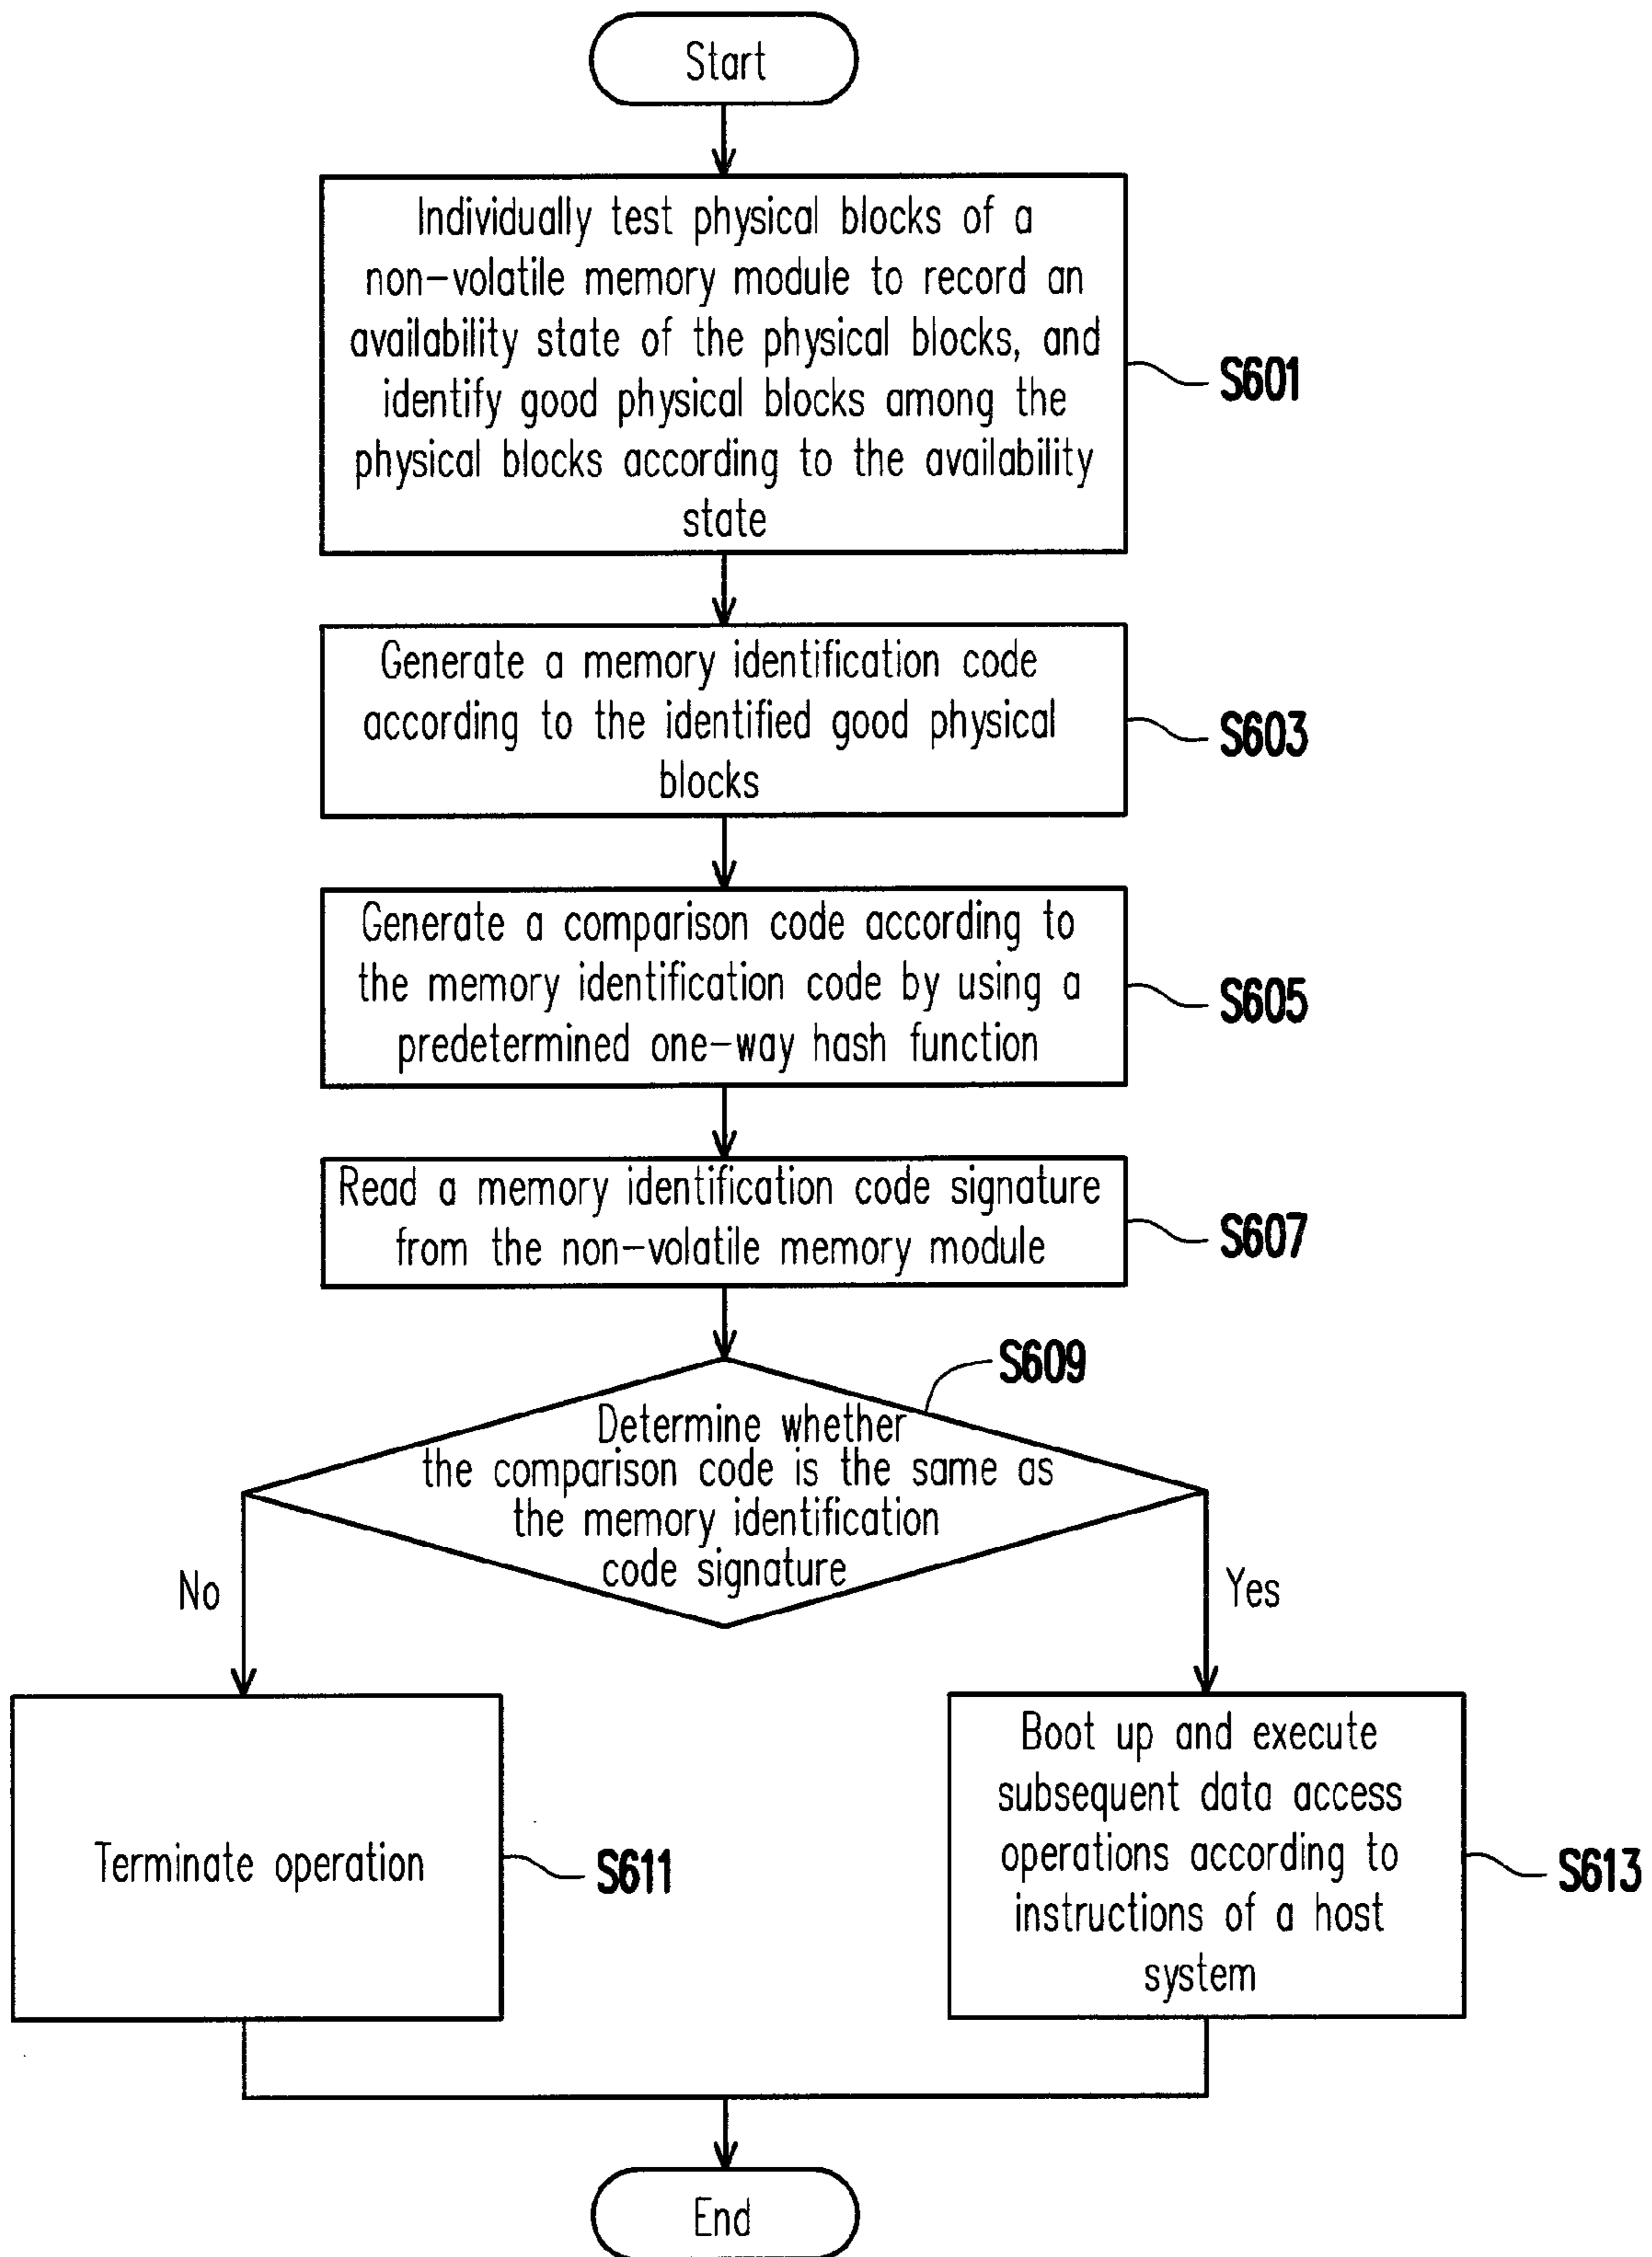 Start
Individually test physical blocks of a
non-volatile memory module to record an
availability state of the physical blocks, and
identify good physical blocks among the
physical blocks according to the availability
state
S601
Generate a memory identification code
according to the identified good physical
blocks
S603
Generate a comparison code according to
the memory identification code by using a
predetermined one-way hash function
S605
Read a memory identification code signature
from the non-volatile memory module
S607
S609
Determine whether
the comparison code is the same as
the memory identification
code signature
No
Yes
Terminate operation
S611
Boot up and execute
subsequent data access
operations according to
instructions of a host
system
S613
End